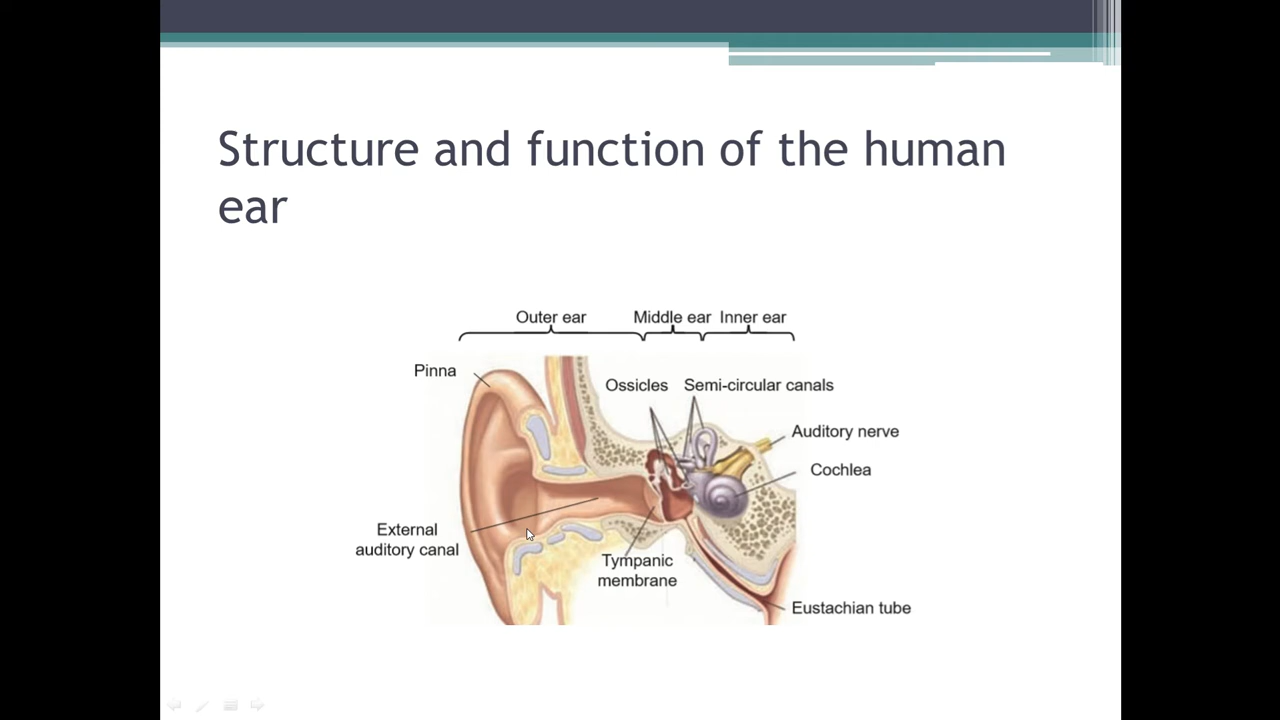 Structure and function of the human
ear
Outer ear
Middle ear
Inner ear
Pinna
Ossicles
Semi-circular canals
Auditory nerve
Cochlea
External
auditory canal
Tympanic
membrane
Eustachian tube